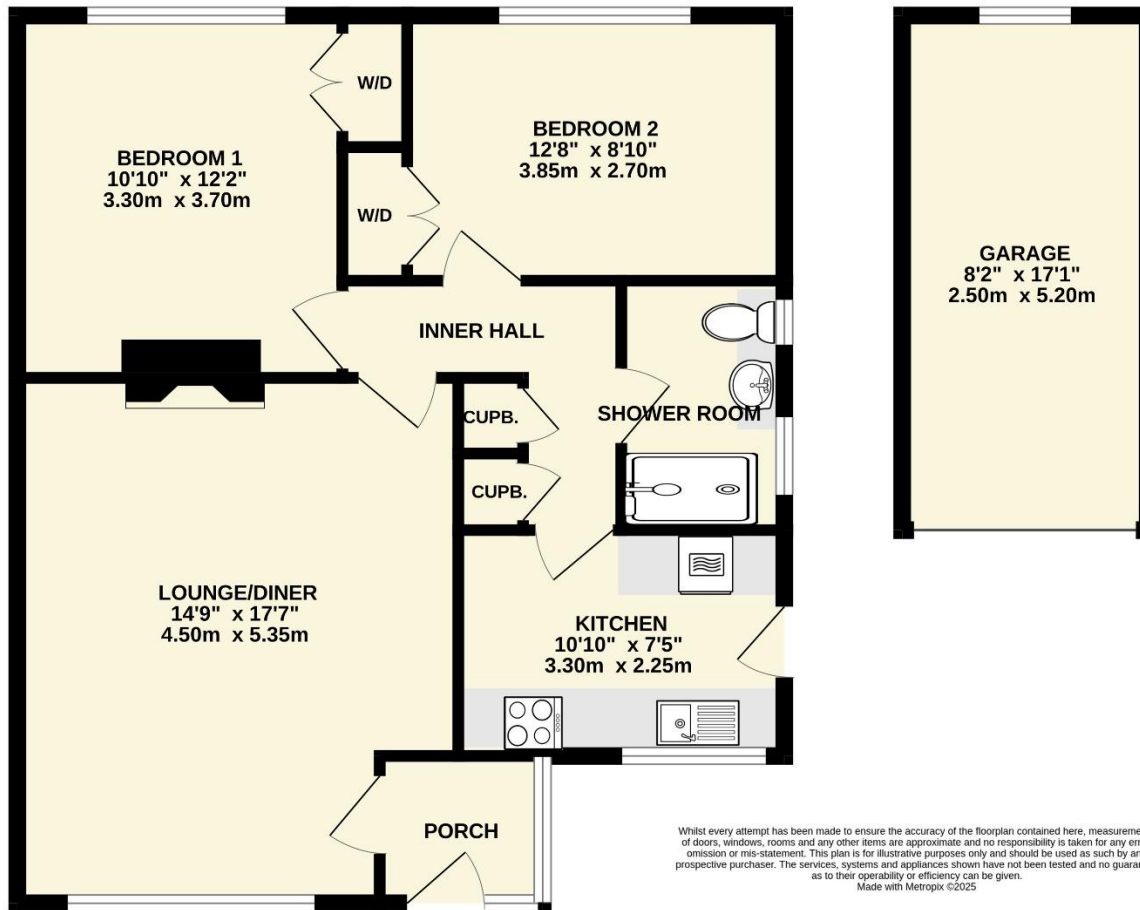 W/D
BEDROOM 1
10'10" x 12'2"
3.30m x 3.70m
BEDROOM 2
12'8" x 8'10"
3.85m x 2.70m
W/D
GARAGE
8'2" x 17'1"
2.50m x 5.20m
INNER HALL
CUPB.
SHOWER ROOM
CUPB.
LOUNGE/DINER
14'9" x 17'7"
4.50m x 5.35m
KITCHEN
10'10" x 7'5"
3.30m x 2.25m
PORCH
Whilst every attempt has been made to ensure the accuracy of the floorplan contained here,
of doors, windows, rooms and any other items are approximate and no responsibility is taken for any
omission or mis-statement. This plan is for illustrative purposes only and should be used as such by
prospective purchaser. The services, systems and appliances shown have not been tested and no
as to their operability or efficiency can be given.
Made with Metropix ©2025